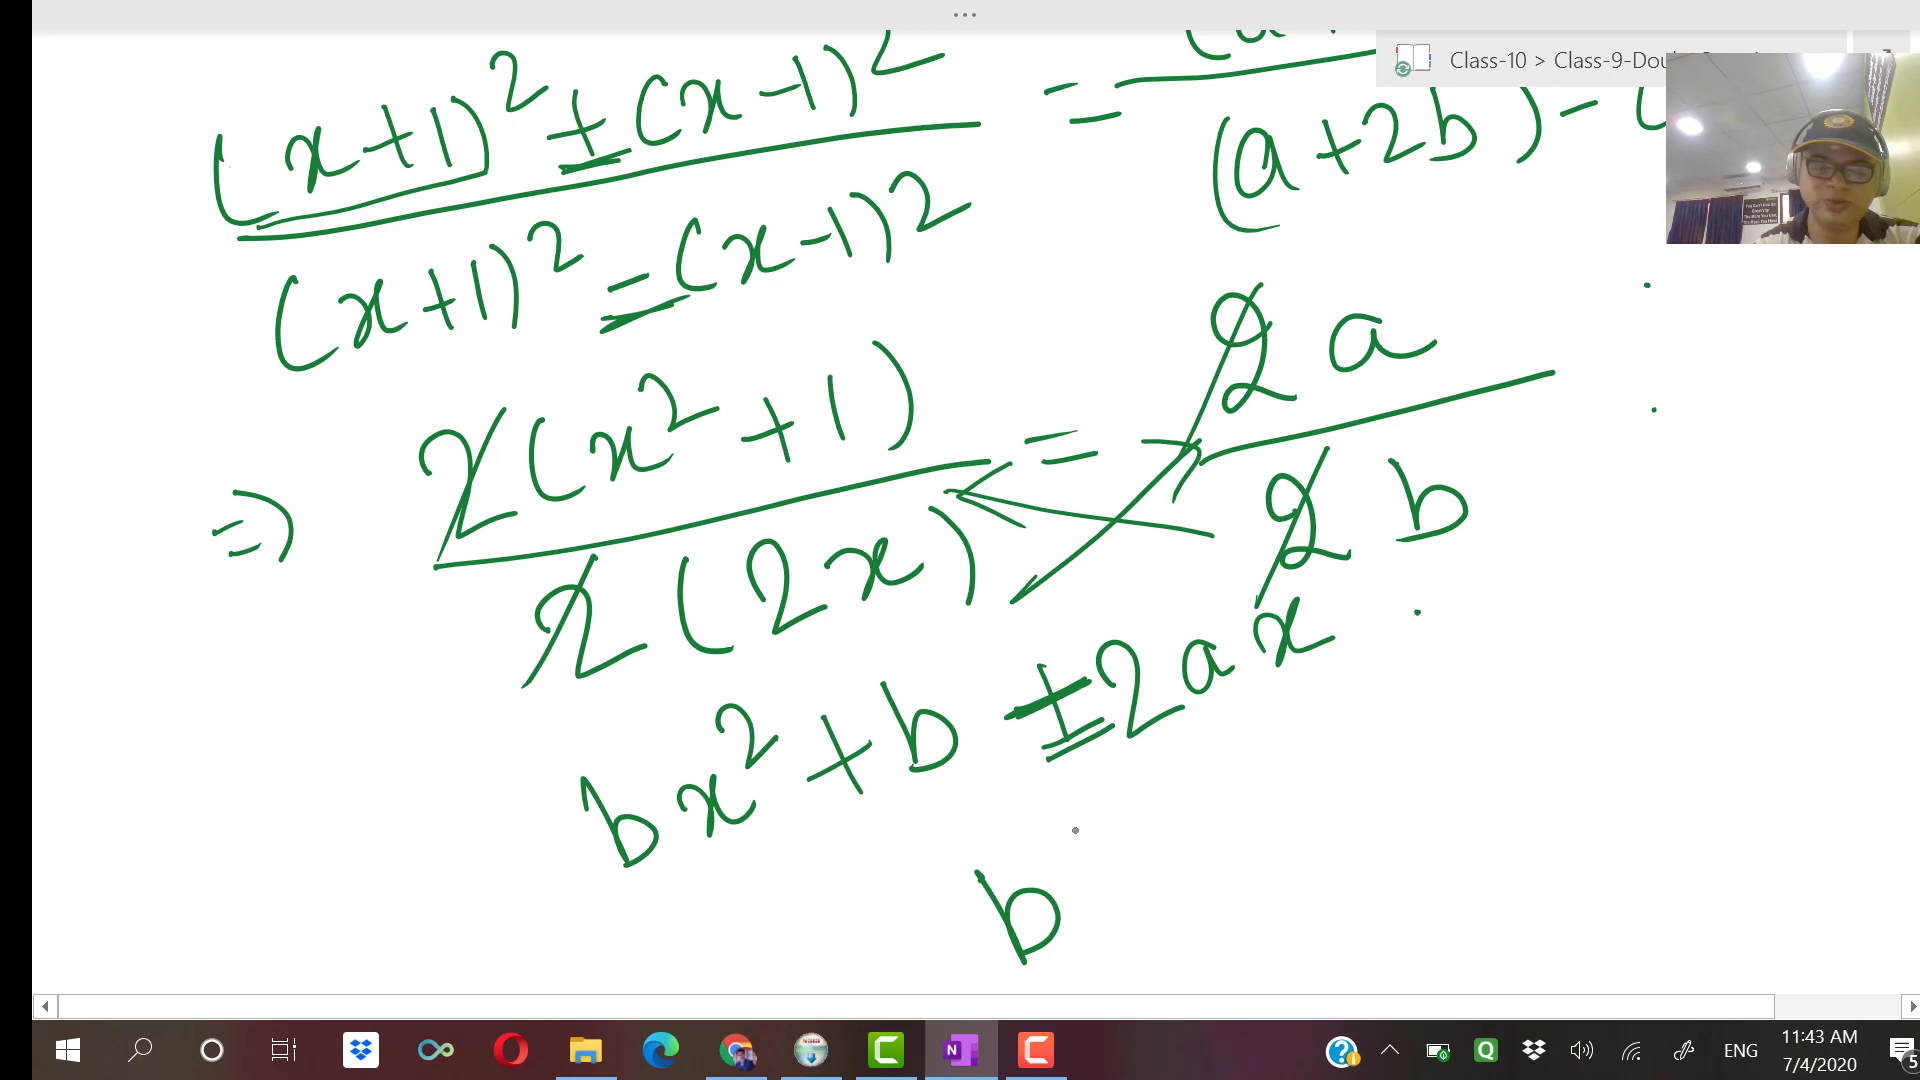 ...
Class-10 > Class-9-Dou
(x+1)² + (x-1)² =
(a+2b) - (
(x+1)² - (x-1)²
⇒ 2(x²+1) = 2a
2(2x) 2b
bx² + b = 2ax
b
ENG
11:43 AM
7/4/2020
5